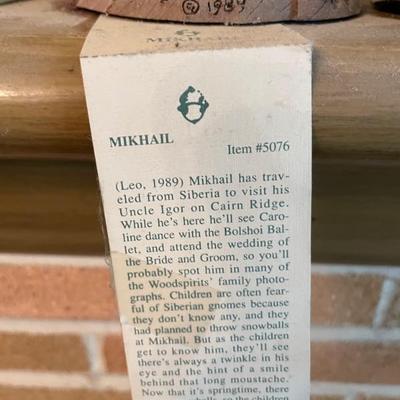 © 1989
MIKHAIL
MIKHAIL
Item #5076
(Leo, 1989) Mikhail has trav-
eled from Siberia to visit his
Uncle Igor on Cairn Ridge.
While he's here he'll see Caro-
line dance with the Bolshoi Bal-
let, and attend the wedding of
the Bride and Groom, so you'll
probably spot him in many of
the Woodspirits' family photo-
graphs. Children are often fear-
ful of Siberian gnomes because
they don't know any, and they
had planned to throw snowballs
at Mikhail. But as the children
get to know him, they'll see
there's always a twinkle in his
eye and the hint of a smile
behind that long moustache.
Now that it's springtime, there
so the children